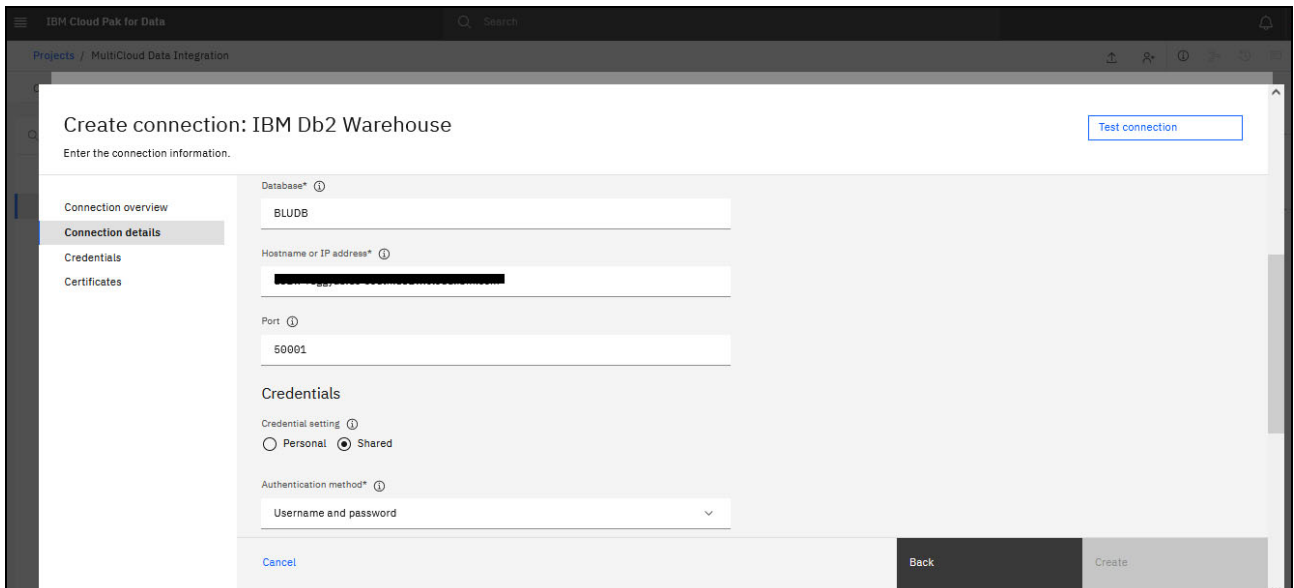 IBM Cloud Pak for Data
Search
Projects / MultiCloud Data Integration
Create connection: IBM Db2 Warehouse
Test connection
Enter the connection information.
Connection overview
Connection details
Credentials
Certificates
Database*
BLUDB
Hostname or IP address*
Port
50001
Credentials
Credential setting
Personal
Shared
Authentication method*
Username and password
Cancel
Back
Create